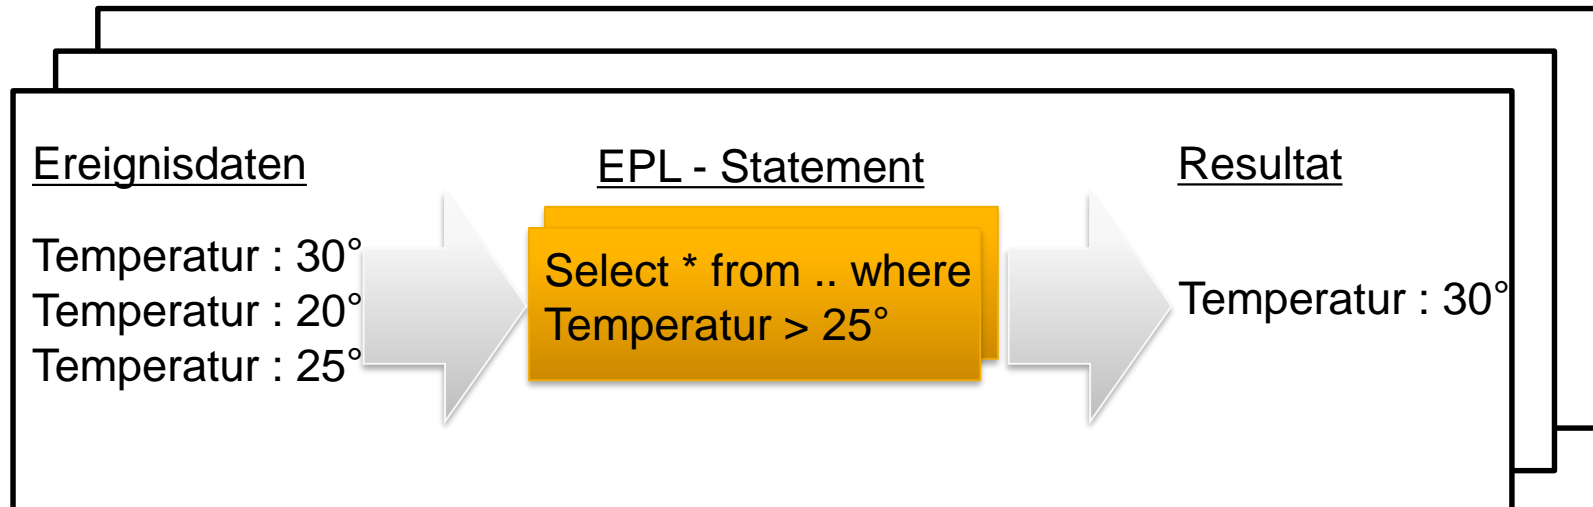 Ereignisdaten
Temperatur : 30°
Temperatur : 20°
Temperatur : 25°
EPL - Statement
Select * from .. where
Temperatur > 25°
Resultat
Temperatur : 30°